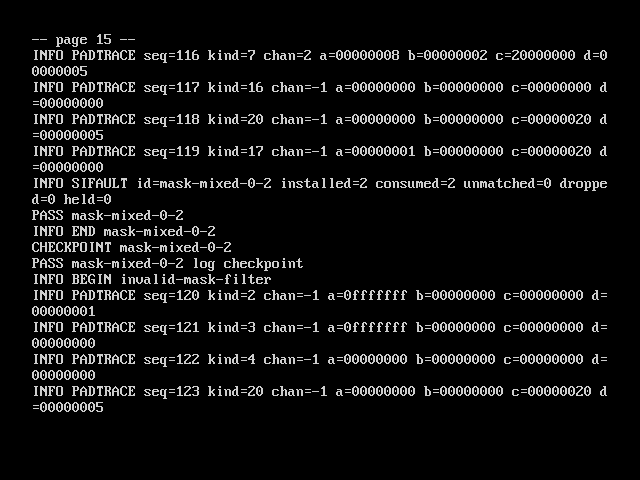 -- page 15 --
INFO PADTRACE seq=116 kind=7 chan=2 a=00000008 b=00000002 c=20000000 d=0
0000005
INFO PADTRACE seq=117 kind=16 chan=-1 a=00000000 b=00000000 c=00000000 d
=00000000
INFO PADTRACE seq=118 kind=20 chan=-1 a=00000000 b=00000000 c=00000020 d
=00000005
INFO PADTRACE seq=119 kind=17 chan=-1 a=00000001 b=00000000 c=00000020 d
=00000000
INFO SIFAULT id=mask-mixed-0-2 installed=2 consumed=2 unmatched=0 droppe
d=0 held=0
PASS mask-mixed-0-2
INFO END mask-mixed-0-2
CHECKPOINT mask-mixed-0-2
PASS mask-mixed-0-2 log checkpoint
INFO BEGIN invalid-mask-filter
INFO PADTRACE seq=120 kind=2 chan=-1 a=0fffffff b=00000000 c=00000000 d=
00000001
INFO PADTRACE seq=121 kind=3 chan=-1 a=0fffffff b=00000000 c=00000000 d=
00000000
INFO PADTRACE seq=122 kind=4 chan=-1 a=00000000 b=00000000 c=00000000 d=
00000000
INFO PADTRACE seq=123 kind=20 chan=-1 a=00000000 b=00000000 c=00000020 d
=00000005